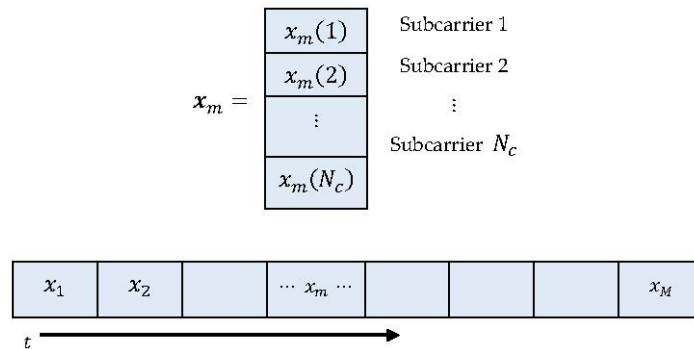 x_m(1) Subcarrier 1
x_m(2) Subcarrier 2
𝒙_m = ⋮ ⋮
Subcarrier N_c
x_m(N_c)
x_1 x_2 ⋯ x_m ⋯ x_M
t